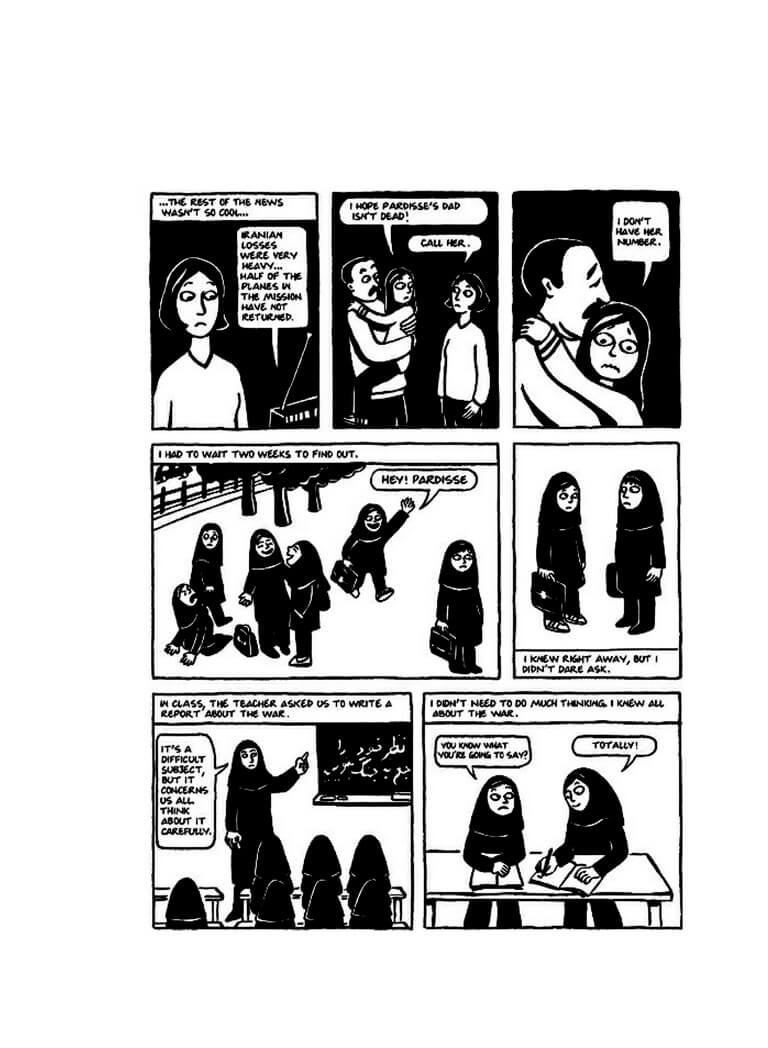 ...THE REST OF THE NEWS
WASN'T SO COOL...
IRANIAN
LOSSES
WERE VERY
HEAVY...
HALF OF THE
PLANES IN
THE MISSION
HAVE NOT
RETURNED.
I HOPE PARDISSE'S DAD
ISN'T DEAD!
CALL HER.
I DON'T
HAVE HER
NUMBER.
I HAD TO WAIT TWO WEEKS TO FIND OUT.
HEY! PARDISSE
I KNEW RIGHT AWAY, BUT I
DIDN'T DARE ASK.
IN CLASS, THE TEACHER ASKED US TO WRITE A
REPORT ABOUT THE WAR.
IT'S A
DIFFICULT
SUBJECT,
BUT IT
CONCERNS
US ALL.
THINK
ABOUT IT
CAREFULLY.
نظر خود را
به جنگ
I DIDN'T NEED TO DO MUCH THINKING. I KNEW ALL
ABOUT THE WAR.
YOU KNOW WHAT
YOU'RE GOING TO SAY?
TOTALLY!